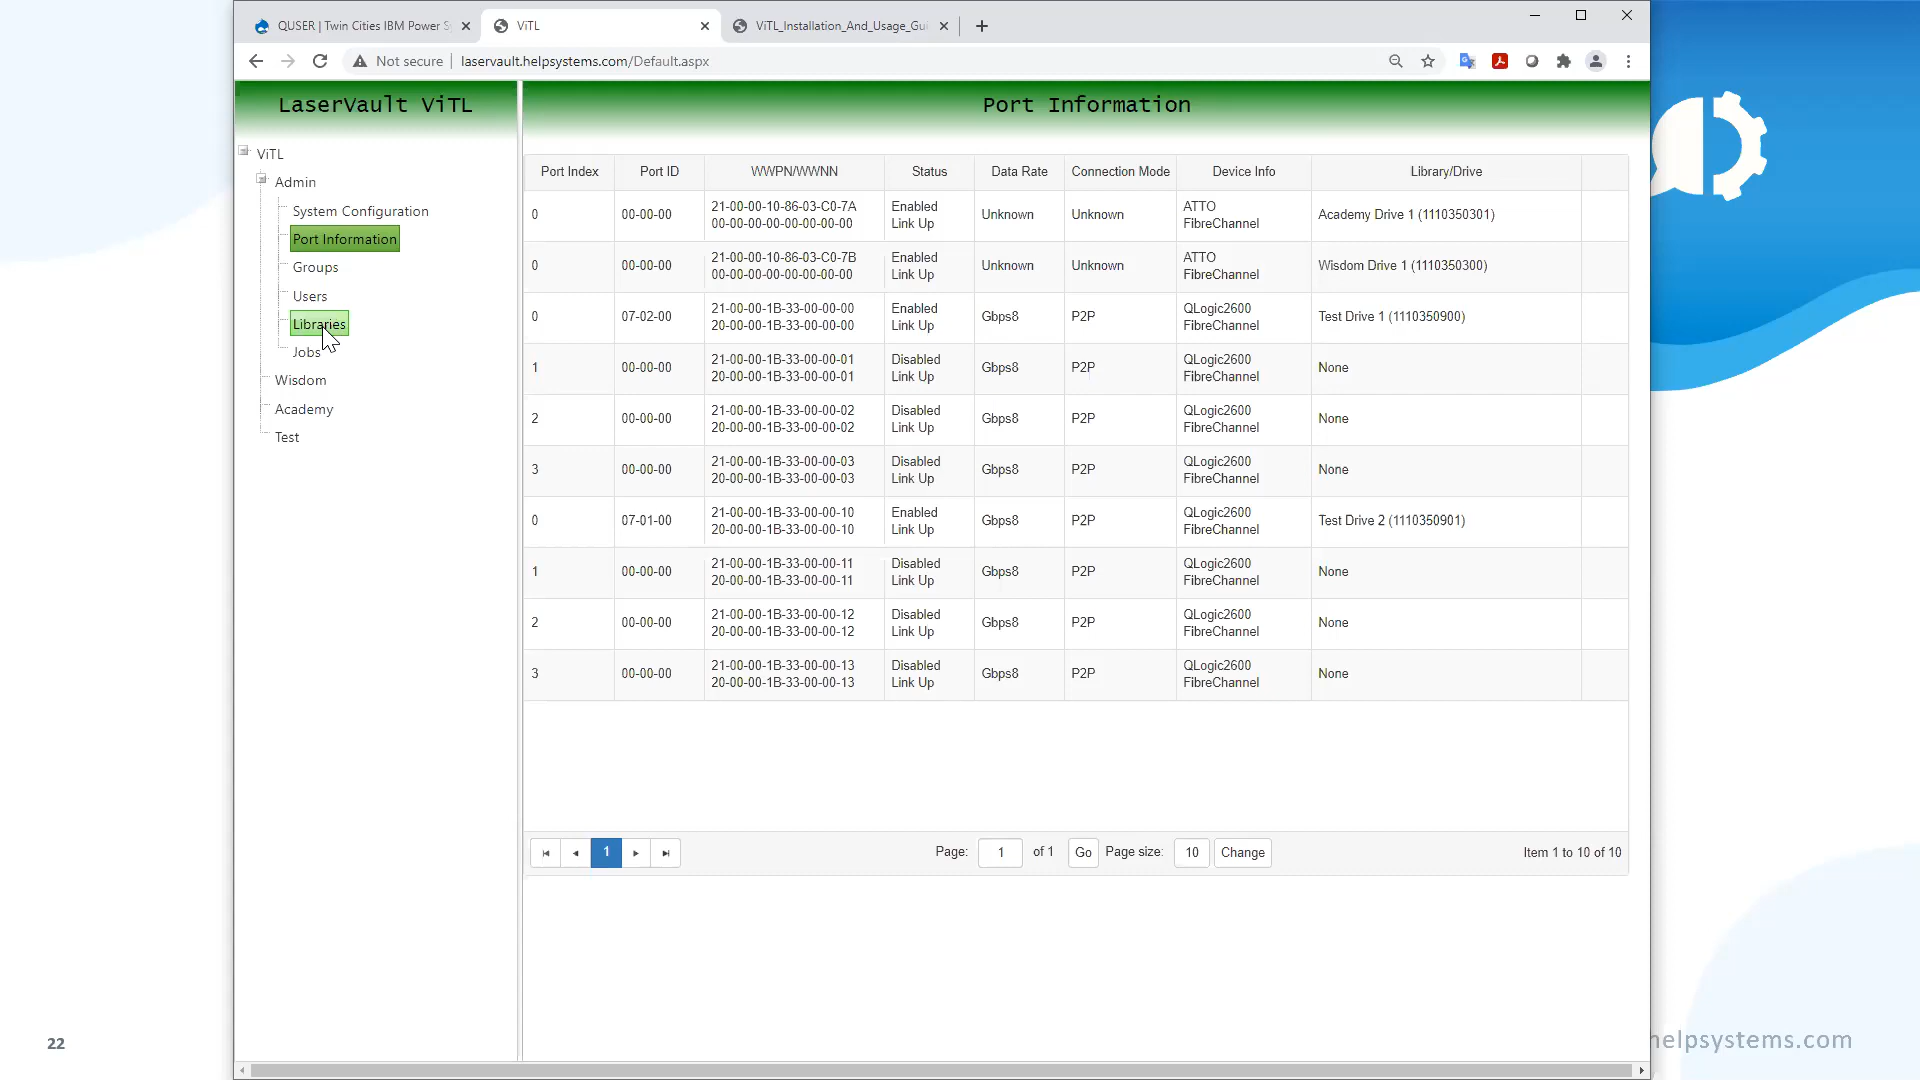 QUSER | Twin Cities IBM Power S
ViTL
ViTL_Installation_And_Usage_Gui
Not secure
laservault.helpsystems.com/Default.aspx
LaserVault ViTL
Port Information
ViTL
Admin
System Configuration
Port Information
Groups
Users
Libraries
Jobs
Wisdom
Academy
Test
Port Index Port ID WWPN/WWNN Status Data Rate Connection Mode Device Info Library/Drive
0 00-00-00 21-00-00-10-86-03-C0-7A Enabled Unknown Unknown ATTO Academy Drive 1 (1110350301)
00-00-00-00-00-00-00-00 Link Up FibreChannel
0 00-00-00 21-00-00-10-86-03-C0-7B Enabled Unknown Unknown ATTO Wisdom Drive 1 (1110350300)
00-00-00-00-00-00-00-00 Link Up FibreChannel
0 07-02-00 21-00-00-1B-33-00-00-00 Enabled Gbps8 P2P QLogic2600 Test Drive 1 (1110350900)
20-00-00-1B-33-00-00-00 Link Up FibreChannel
1 00-00-00 21-00-00-1B-33-00-00-01 Disabled Gbps8 P2P QLogic2600 None
20-00-00-1B-33-00-00-01 Link Up FibreChannel
2 00-00-00 21-00-00-1B-33-00-00-02 Disabled Gbps8 P2P QLogic2600 None
20-00-00-1B-33-00-00-02 Link Up FibreChannel
3 00-00-00 21-00-00-1B-33-00-00-03 Disabled Gbps8 P2P QLogic2600 None
20-00-00-1B-33-00-00-03 Link Up FibreChannel
0 07-01-00 21-00-00-1B-33-00-00-10 Enabled Gbps8 P2P QLogic2600 Test Drive 2 (1110350901)
20-00-00-1B-33-00-00-10 Link Up FibreChannel
1 00-00-00 21-00-00-1B-33-00-00-11 Disabled Gbps8 P2P QLogic2600 None
20-00-00-1B-33-00-00-11 Link Up FibreChannel
2 00-00-00 21-00-00-1B-33-00-00-12 Disabled Gbps8 P2P QLogic2600 None
20-00-00-1B-33-00-00-12 Link Up FibreChannel
3 00-00-00 21-00-00-1B-33-00-00-13 Disabled Gbps8 P2P QLogic2600 None
20-00-00-1B-33-00-00-13 Link Up FibreChannel
1 Page: 1 of 1 Go Page size: 10 Change Item 1 to 10 of 10
22
helpsystems.com